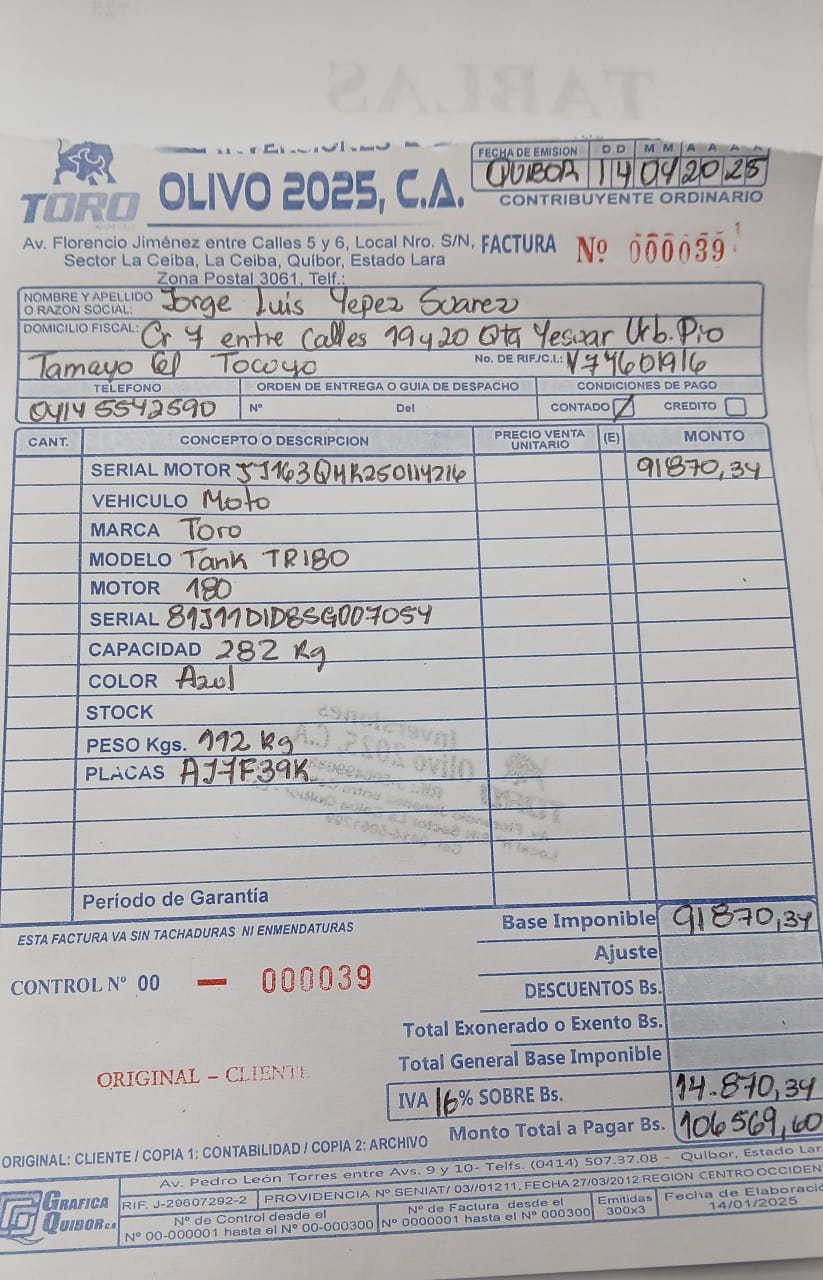 TORO
OLIVO 2025, C.A.
FECHA DE EMISION D D M M A A A A
QUIBOR 14 04 2025
CONTRIBUYENTE ORDINARIO
Av. Florencio Jiménez entre Calles 5 y 6, Local Nro. S/N,
Sector La Ceiba, La Ceiba, Quíbor, Estado Lara
Zona Postal 3061, Telf.:
FACTURA Nº 000039
NOMBRE Y APELLIDO O RAZON SOCIAL: Jorge Luis Yepez Suarez
DOMICILIO FISCAL: Cr 7 entre Calles 19 y 20 Qta Yesuar Urb. Pio
Tamayo El Tocuyo No. DE RIF/C.I.: V77601916
TELEFONO ORDEN DE ENTREGA O GUIA DE DESPACHO CONDICIONES DE PAGO
0414 5542590 Nº Del CONTADO CREDITO
CANT. CONCEPTO O DESCRIPCION PRECIO VENTA UNITARIO (E) MONTO
SERIAL MOTOR SJ163QMR250114216 91870,34
VEHICULO Moto
MARCA Toro
MODELO Tank TR180
MOTOR 180
SERIAL 81J11D1D8SG007054
CAPACIDAD 282 Kg
COLOR Azul
STOCK
PESO Kgs. 112 kg
PLACAS AJ7F39K
Período de Garantía
Base Imponible 91870,34
ESTA FACTURA VA SIN TACHADURAS NI ENMENDATURAS
Ajuste
CONTROL Nº 00 – 000039
DESCUENTOS Bs.
Total Exonerado o Exento Bs.
Total General Base Imponible
ORIGINAL – CLIENTE
IVA 16% SOBRE Bs. 14.870,34
Monto Total a Pagar Bs. 106569,60
ORIGINAL: CLIENTE / COPIA 1: CONTABILIDAD / COPIA 2: ARCHIVO
GRAFICA QUIBOR C.A.
Av. Pedro León Torres entre Avs. 9 y 10- Telfs. (0414) 507.37.08 - Quibor, Estado Lara
RIF. J-29607292-2 PROVIDENCIA Nº SENIAT/ 03//01211, FECHA 27/03/2012 REGION CENTRO OCCIDEN
Nº de Control desde el Nº 00-000001 hasta el Nº 00-000300
Nº de Factura desde el Nº 0000001 hasta el Nº 000300
Emitidas 300x3
Fecha de Elaboració 14/01/2025